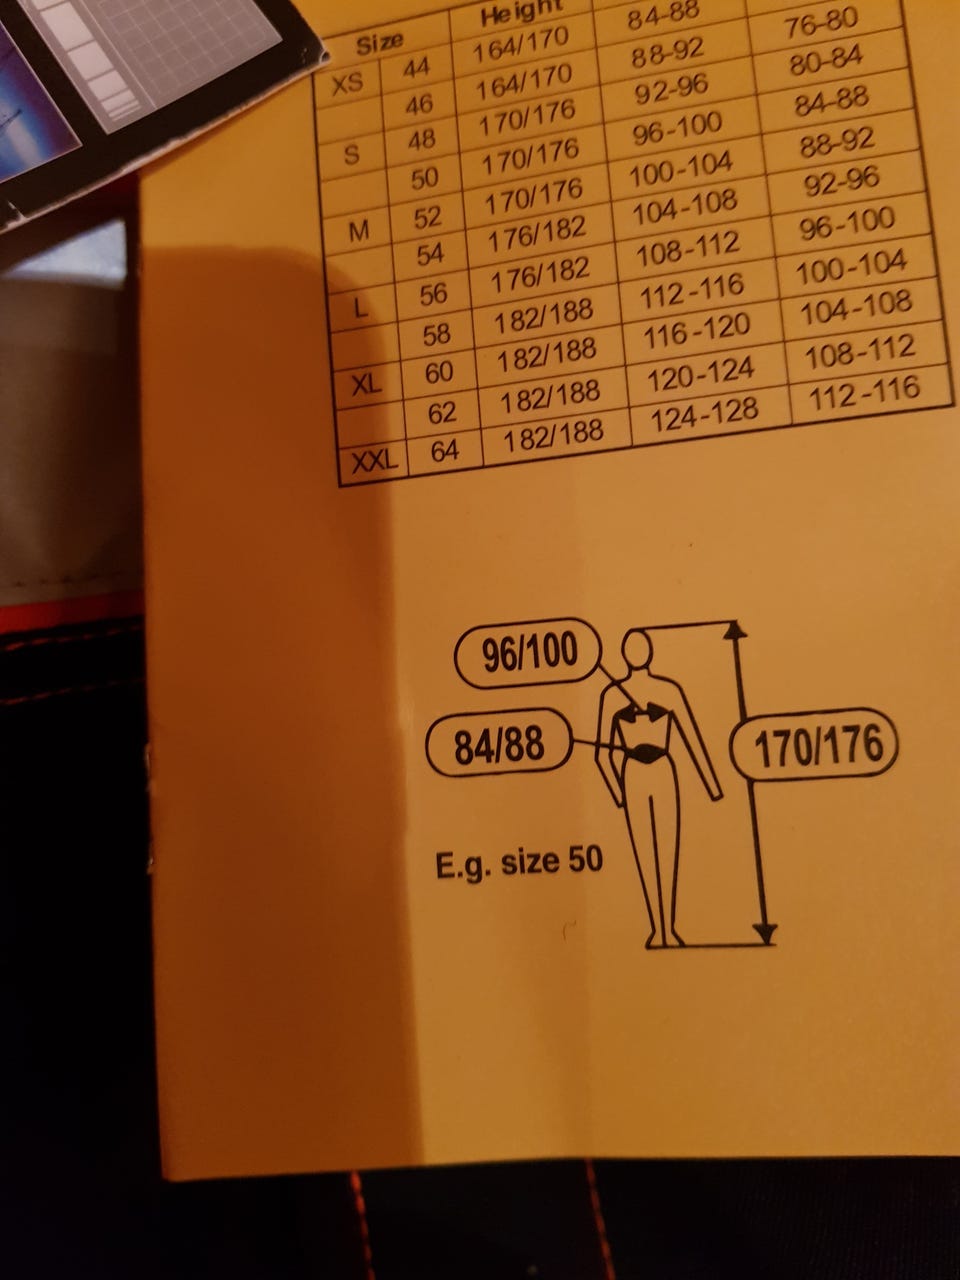 Size Height
XS 44 164/170 84-88
46 164/170 88-92 76-80
S 48 170/176 92-96 80-84
50 170/176 96-100 84-88
M 52 170/176 100-104 88-92
54 176/182 104-108 92-96
L 56 176/182 108-112 96-100
58 182/188 112-116 100-104
XL 60 182/188 116-120 104-108
62 182/188 120-124 108-112
XXL 64 182/188 124-128 112-116
96/100
84/88
170/176
E.g. size 50